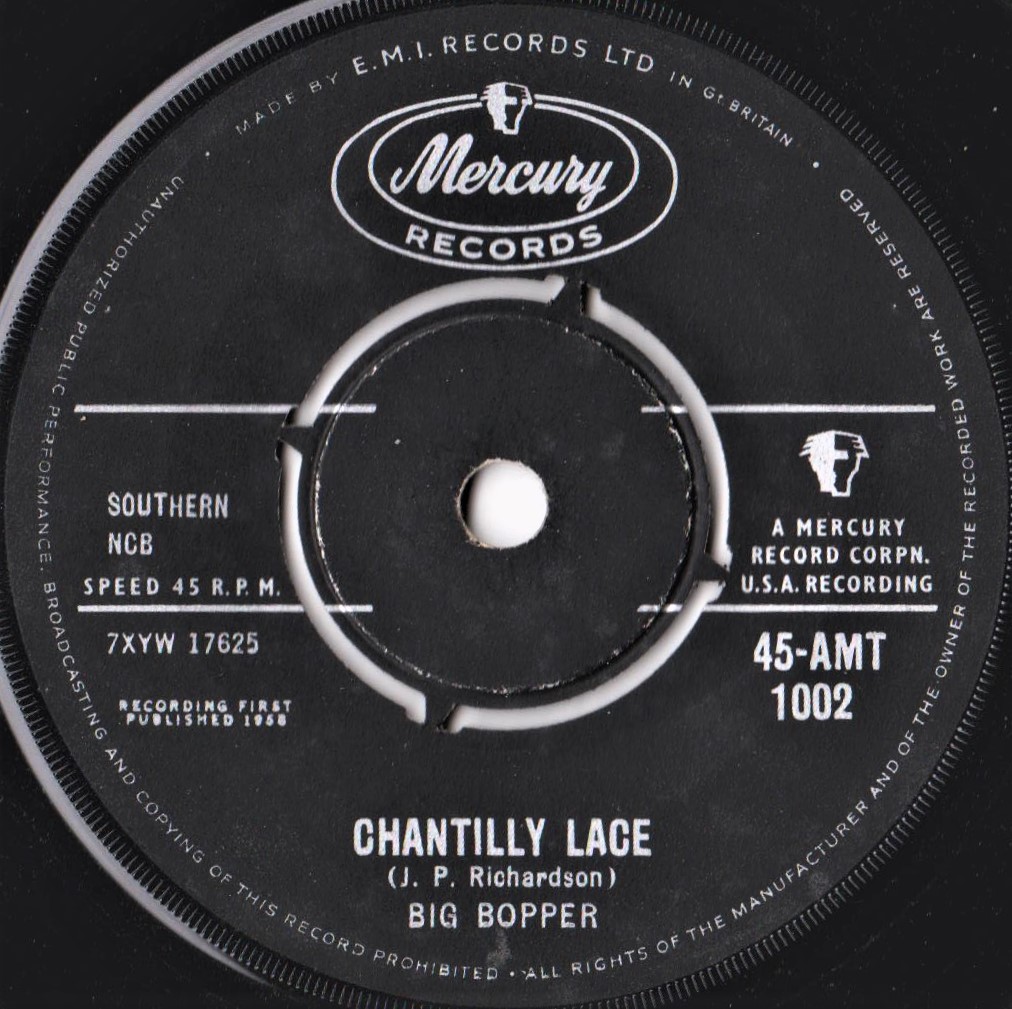 MADE BY E.M.I. RECORDS LTD IN Gt. BRITAIN
Mercury
RECORDS
SOUTHERN
NCB
SPEED 45 R.P.M.
7XYW 17625
RECORDING FIRST
PUBLISHED 1958
A MERCURY
RECORD CORPN.
U.S.A. RECORDING
45-AMT
1002
CHANTILLY LACE
(J. P. Richardson)
BIG BOPPER
UNAUTHORIZED PUBLIC PERFORMANCE, BROADCASTING AND COPYING OF THIS RECORD PROHIBITED • ALL RIGHTS OF THE MANUFACTURER AND OF THE OWNER OF THE RECORDED WORK ARE RESERVED